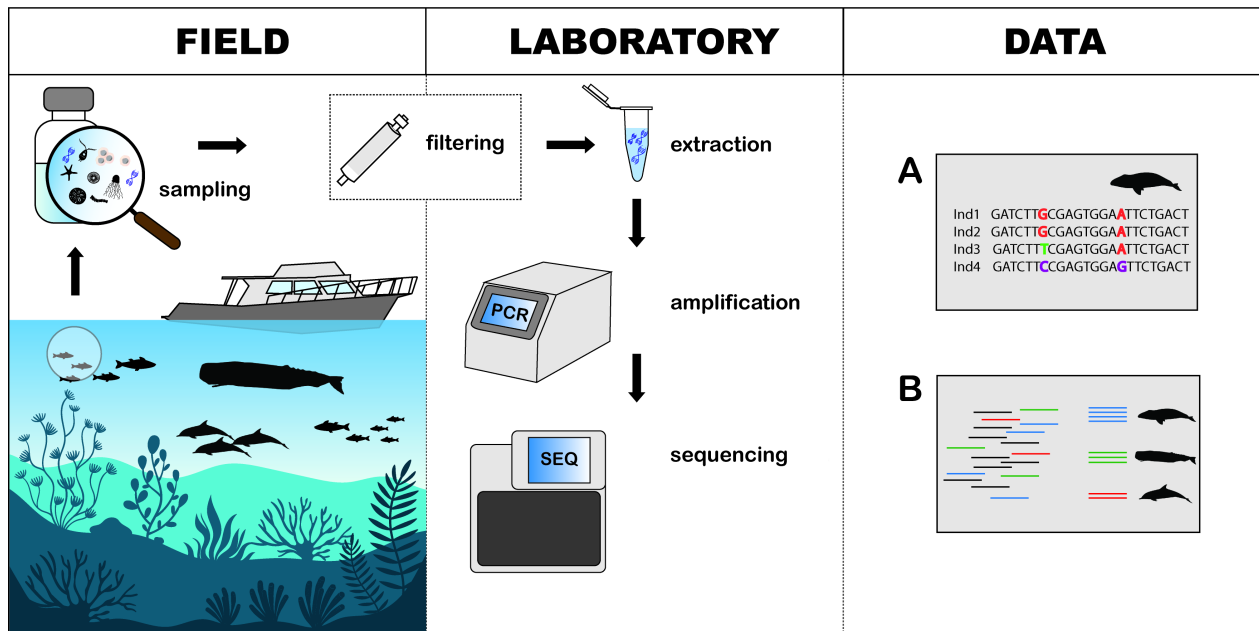 FIELD
LABORATORY
DATA
sampling
filtering
extraction
PCR
amplification
SEQ
sequencing
A
Ind1 GATCTTGCGAGTGGAATTCTGACT
Ind2 GATCTTGCGAGTGGAATTCTGACT
Ind3 GATCTTTCGAGTGGAATTCTGACT
Ind4 GATCTTCCGAGTGGAGTTCTGACT
B